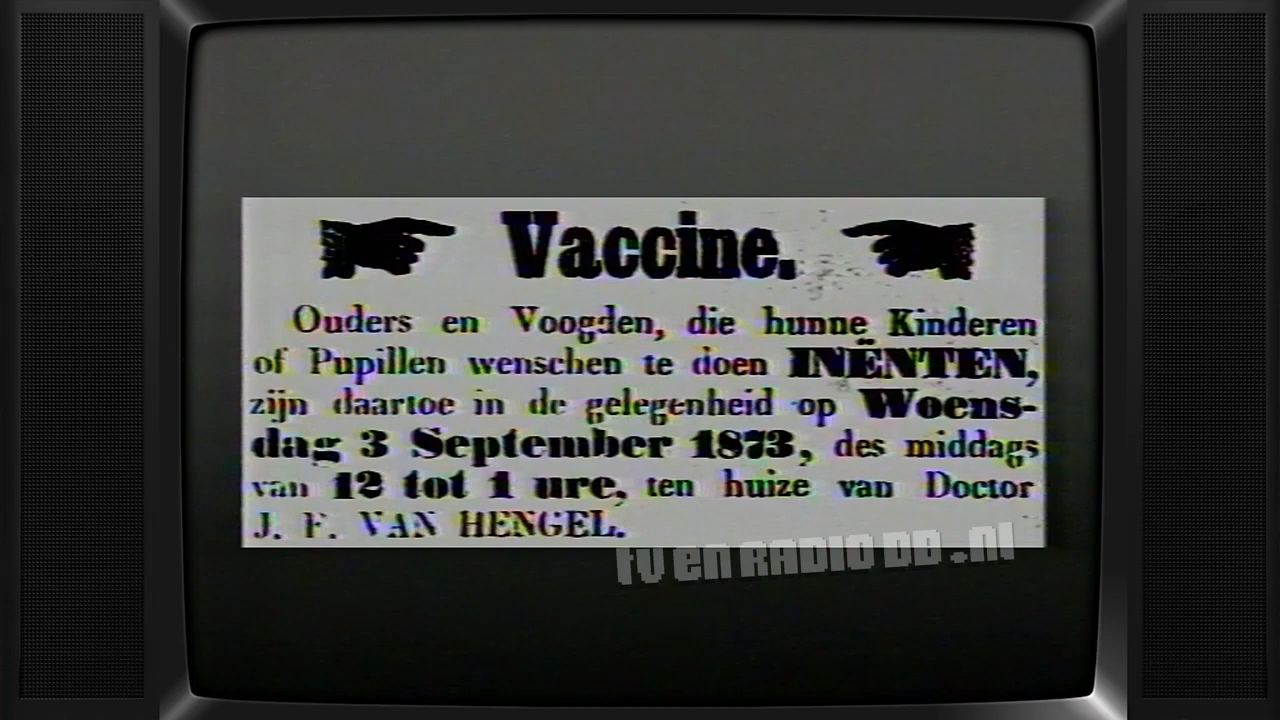 Vaccine.
Ouders en Voogden, die hunne Kinderen
of Pupillen wenschen te doen INËNTEN,
zijn daartoe in de gelegenheid op Woens-
dag 3 September 1873, des middags
van 12 tot 1 ure, ten huize van Doctor
J. F. VAN HENGEL.
TV en RADIO DB .nl